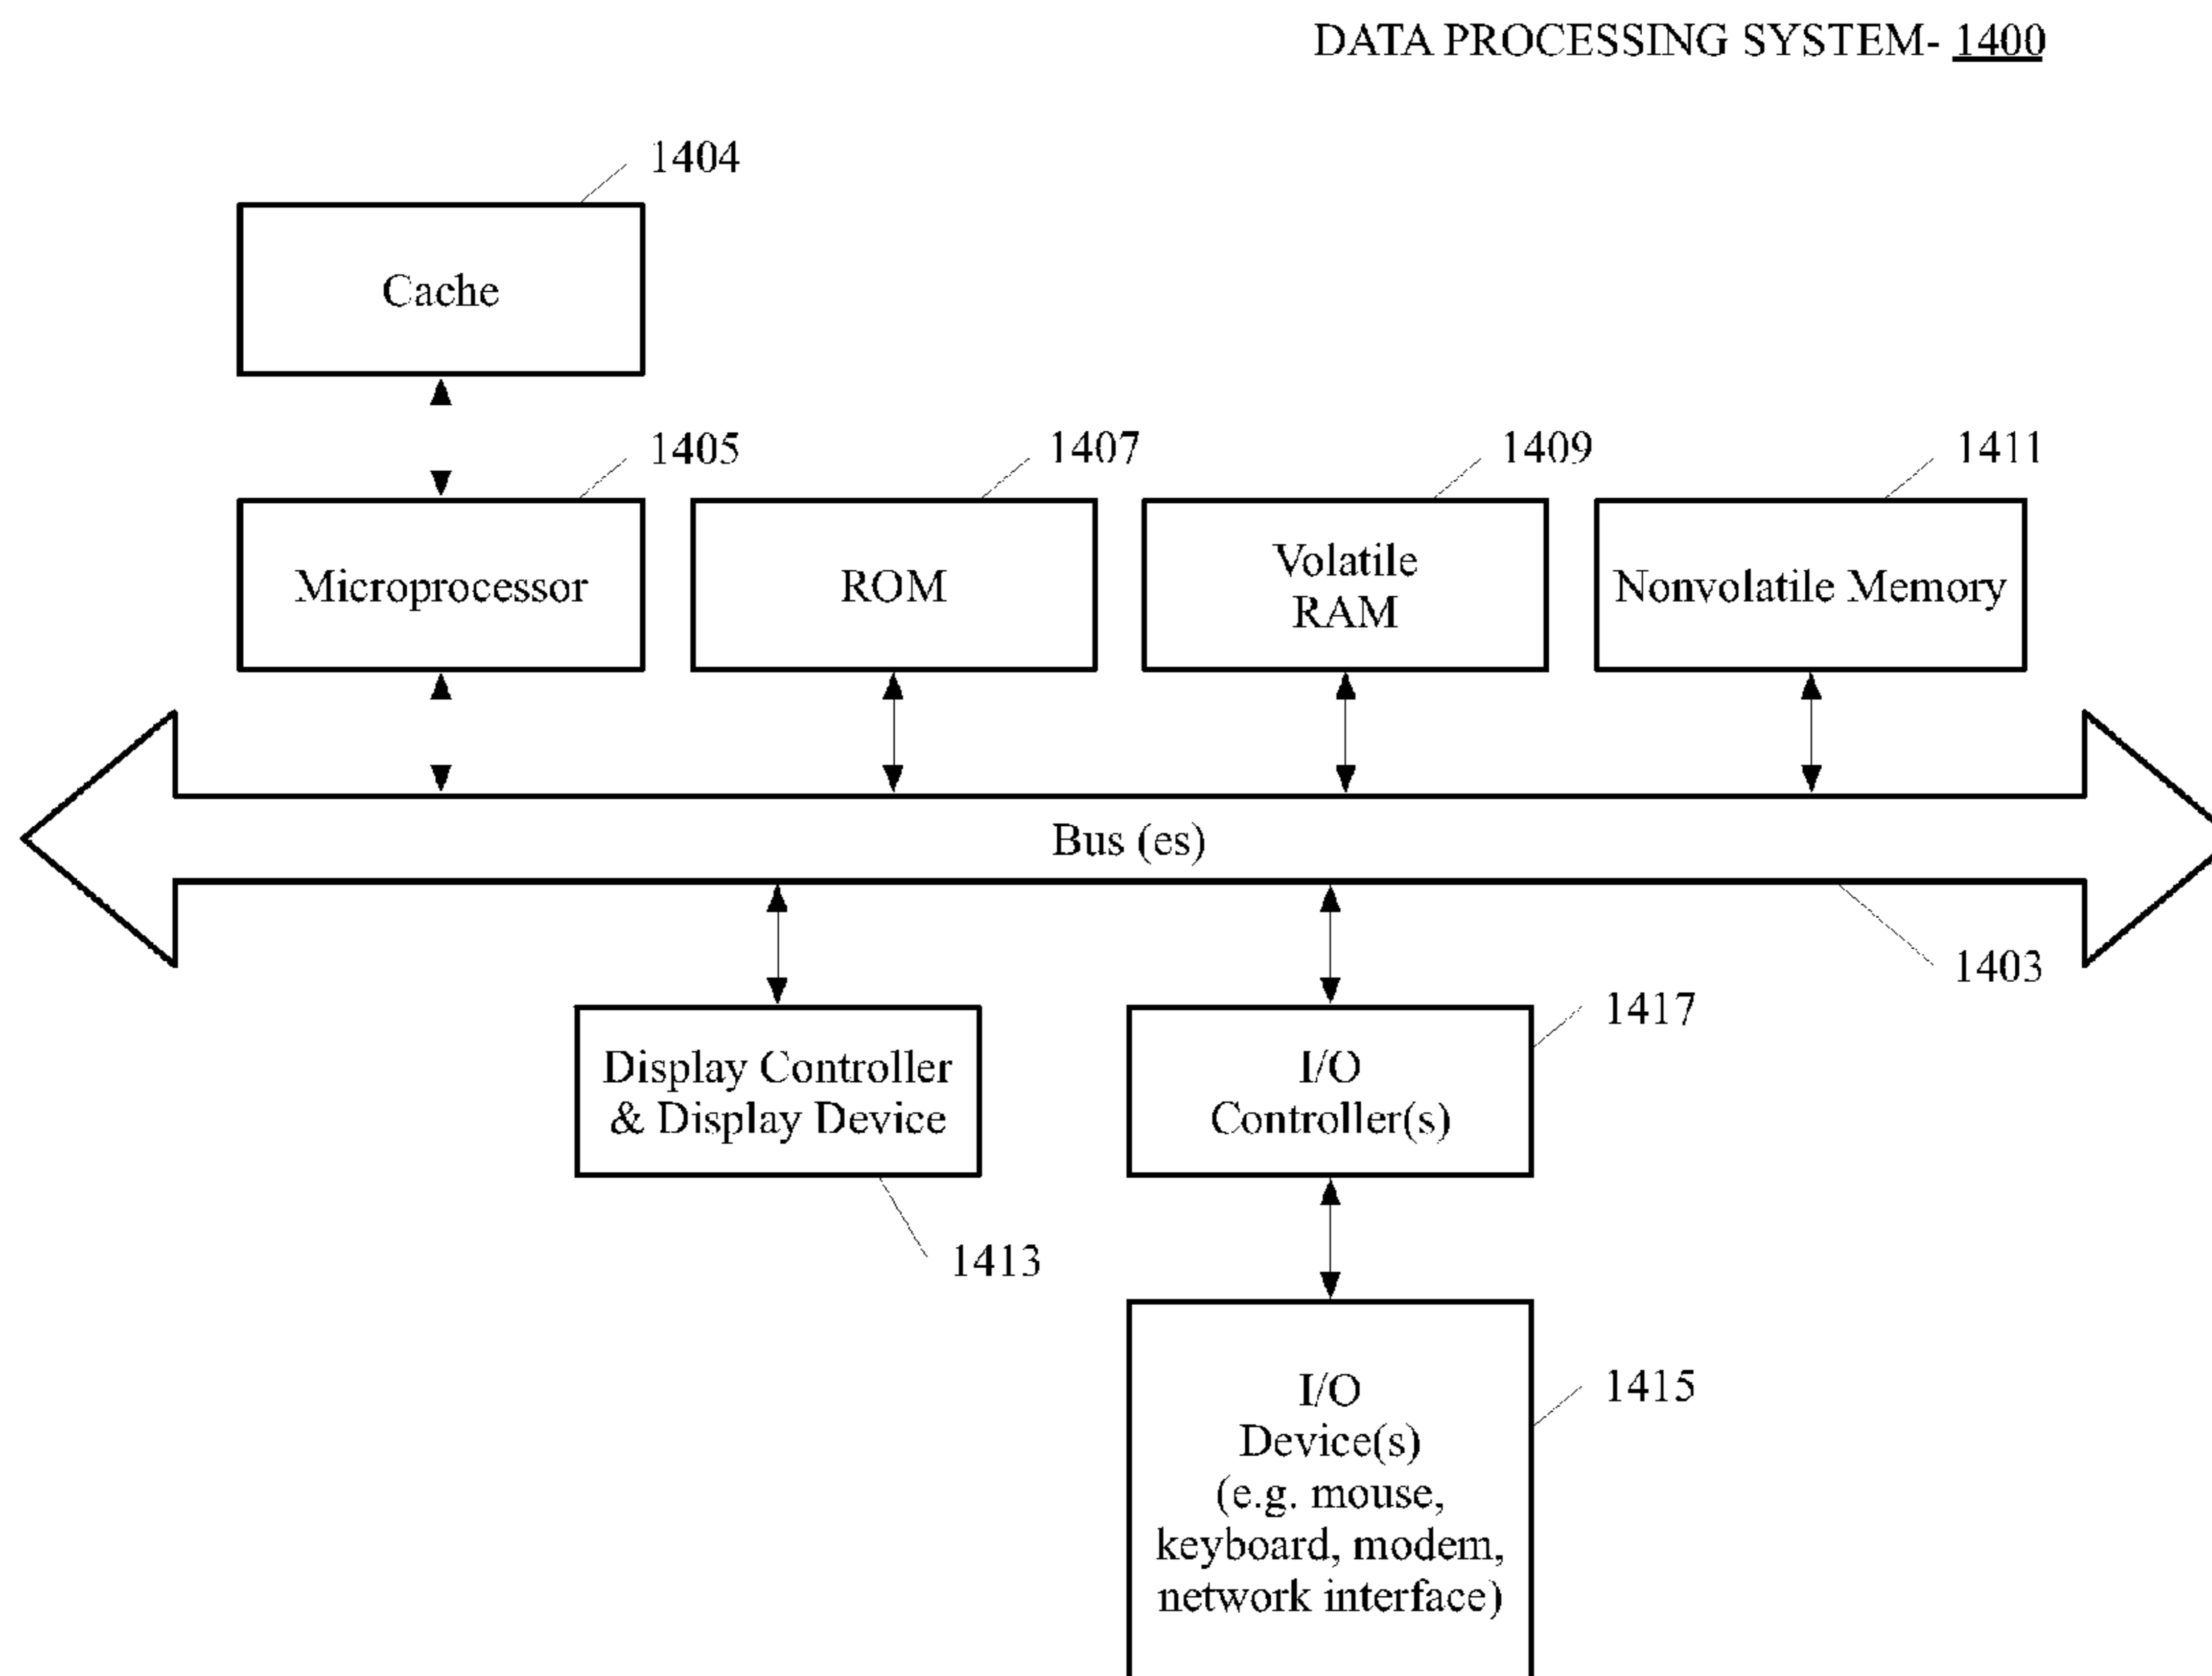 DATA PROCESSING SYSTEM- 1400
1404
Cache
1405
1407
1409
1411
Microprocessor
ROM
Volatile
RAM
Nonvolatile Memory
Bus (es)
1403
1417
Display Controller
& Display Device
I/O
Controller(s)
1413
1415
I/O
Device(s)
(e.g. mouse,
keyboard, modem,
network interface)